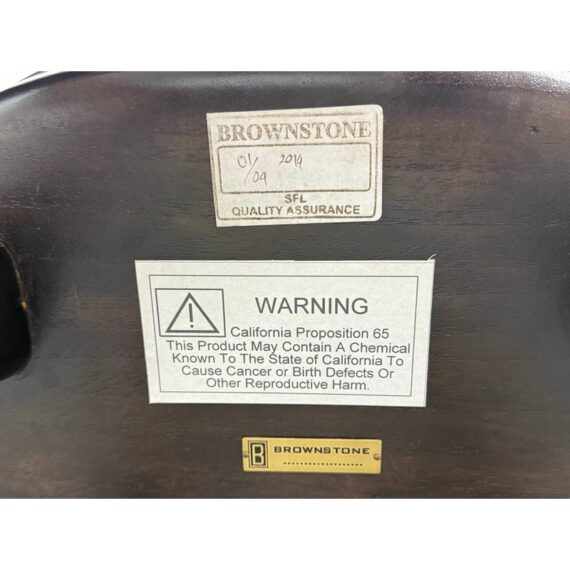 BROWNSTONE
01/09 2014
SFL
QUALITY ASSURANCE
WARNING
California Proposition 65
This Product May Contain A Chemical
Known To The State of California To
Cause Cancer or Birth Defects Or
Other Reproductive Harm.
B BROWNSTONE